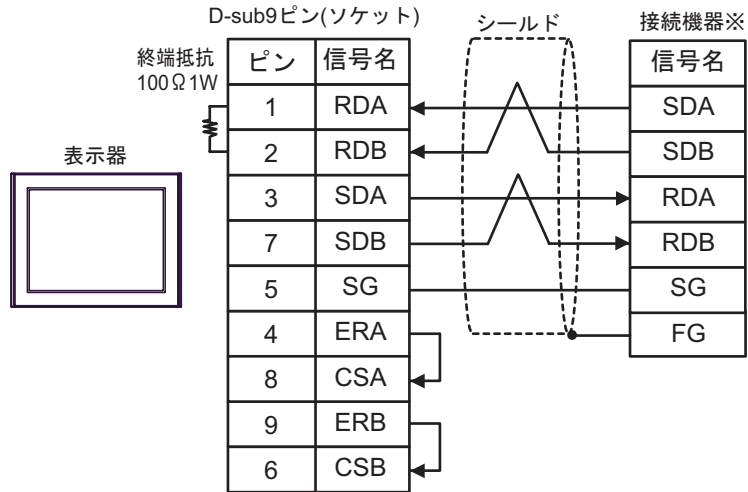 D-sub9ピン(ソケット)
シールド
接続機器※
終端抵抗
100Ω1W
表示器
ピン 信号名 信号名
1 RDA SDA
2 RDB SDB
3 SDA RDA
7 SDB RDB
5 SG SG
4 ERA FG
8 CSA
9 ERB
6 CSB